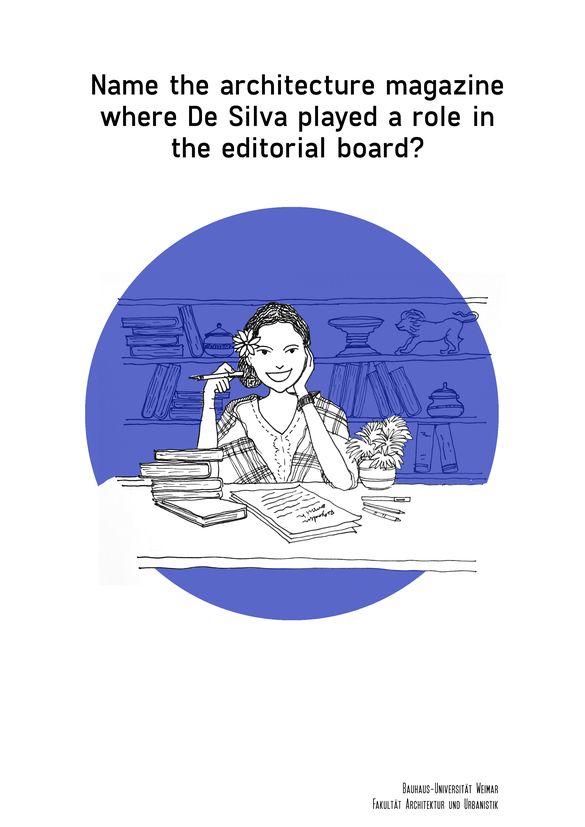 Name the architecture magazine
where De Silva played a role in
the editorial board?
Bauhaus-Universität Weimar
Fakultät Architektur und Urbanistik